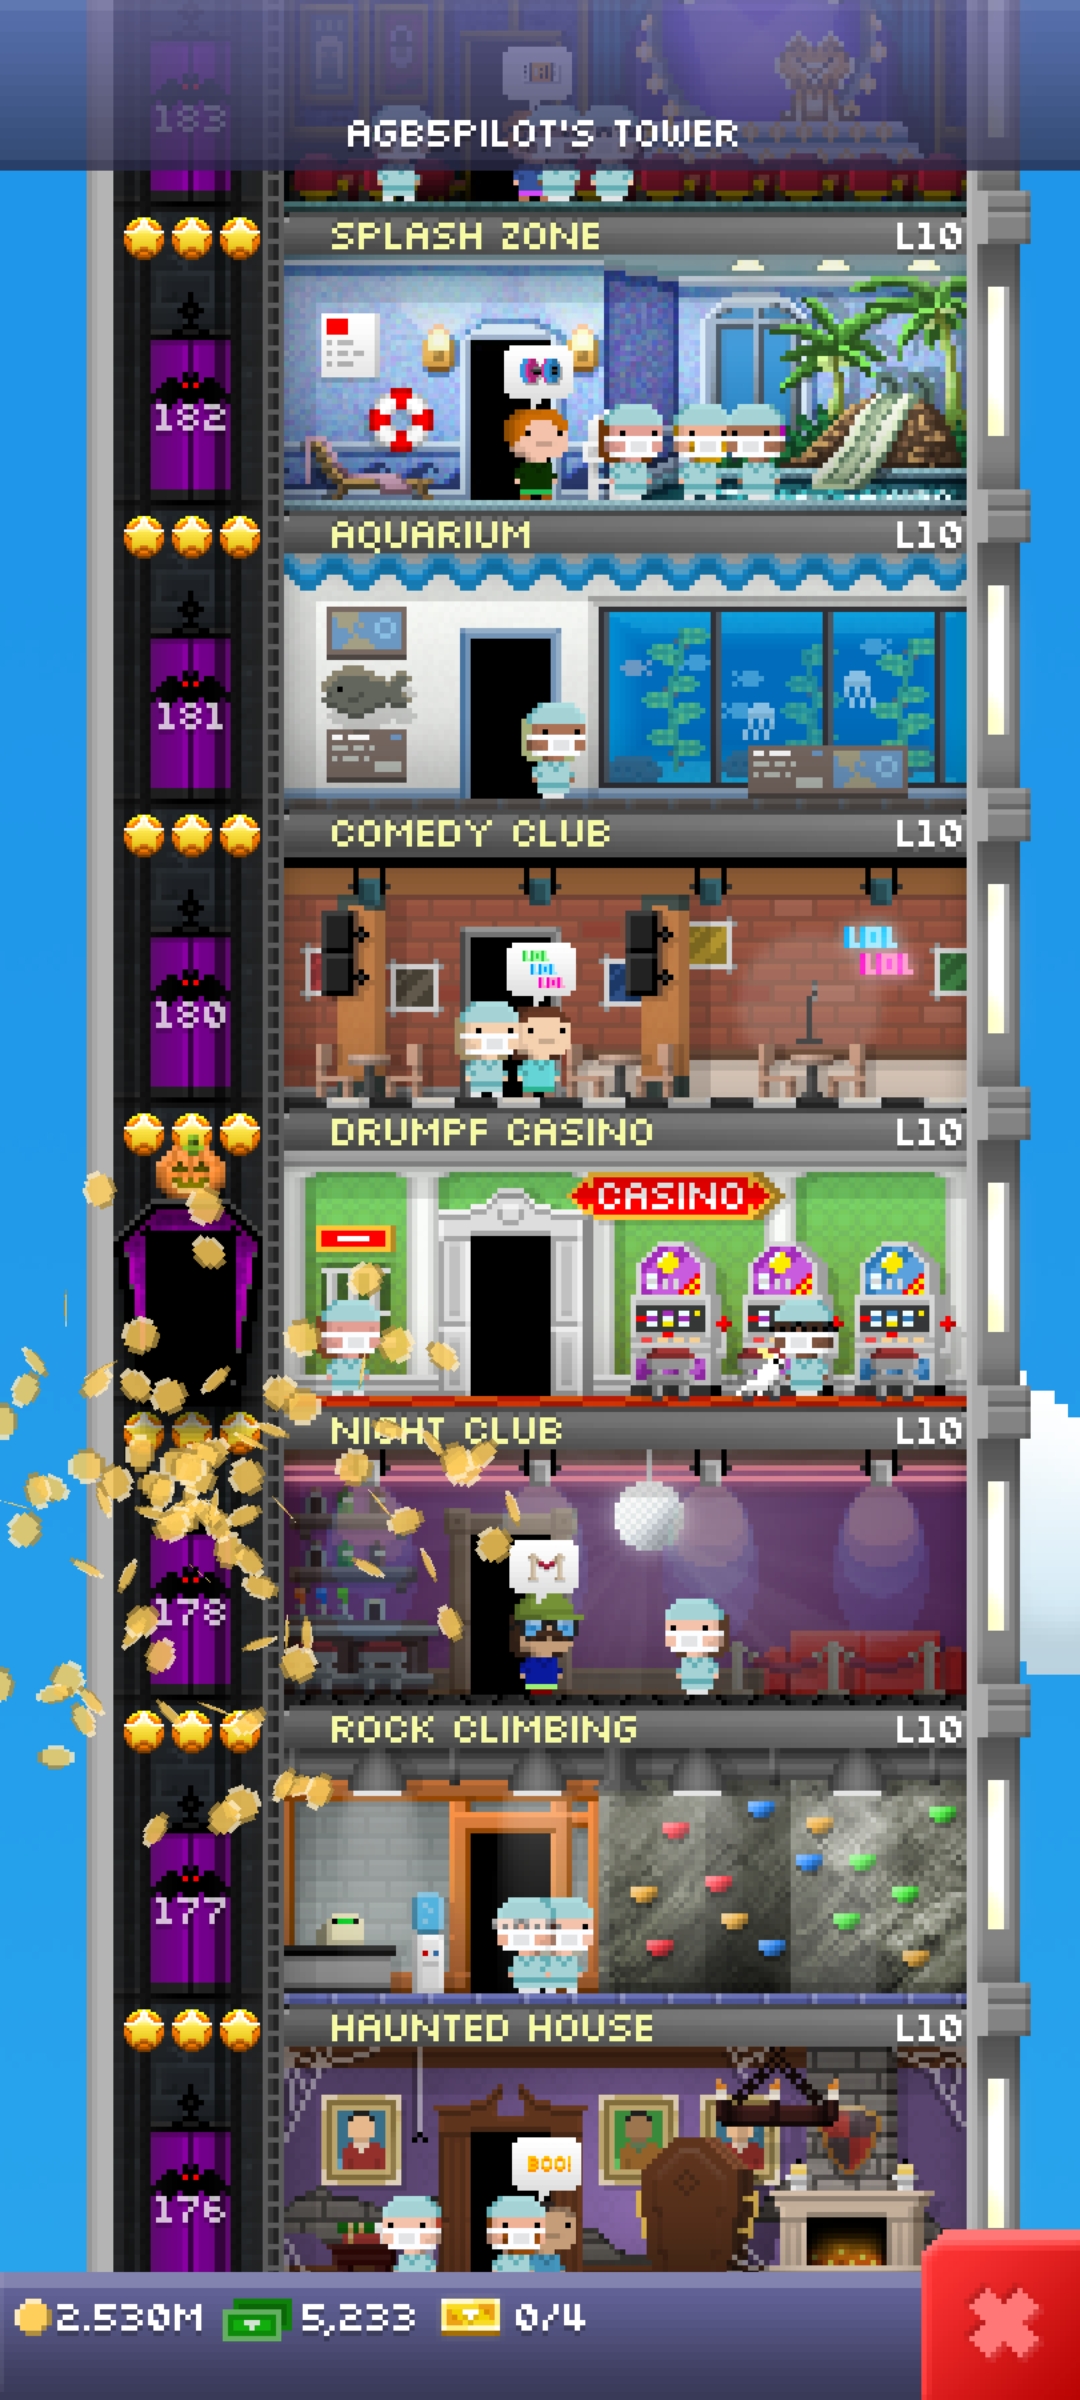 183
AGB5PILOT'S TOWER
SPLASH ZONE L10
182
AQUARIUM L10
181
COMEDY CLUB L10
LOL
LOL
LOL
LOL
LOL
180
DRUMPF CASINO L10
CASINO
NIGHT CLUB L10
178
ROCK CLIMBING L10
177
HAUNTED HOUSE L10
BOO!
176
2.530M 5,233 0/4